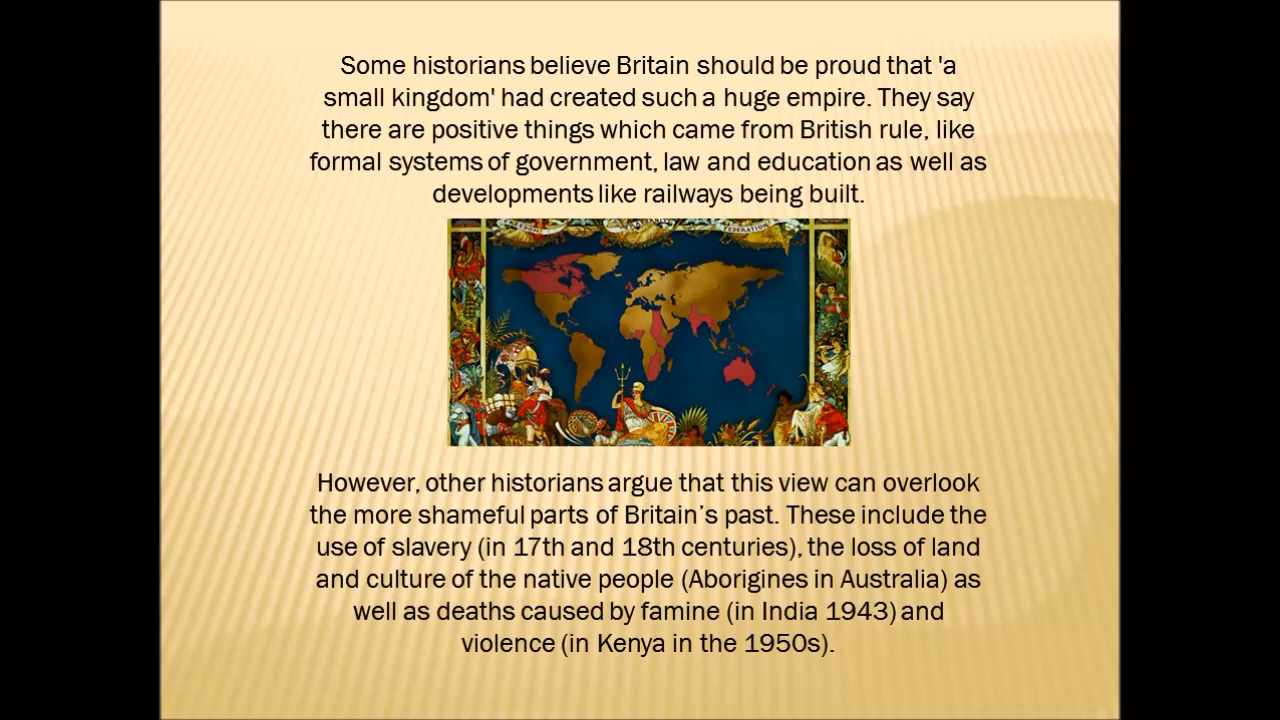 Some historians believe Britain should be proud that 'a
small kingdom' had created such a huge empire. They say
there are positive things which came from British rule, like
formal systems of government, law and education as well as
developments like railways being built.
FREEDOM
FEDERATION
However, other historians argue that this view can overlook
the more shameful parts of Britain’s past. These include the
use of slavery (in 17th and 18th centuries), the loss of land
and culture of the native people (Aborigines in Australia) as
well as deaths caused by famine (in India 1943) and
violence (in Kenya in the 1950s).